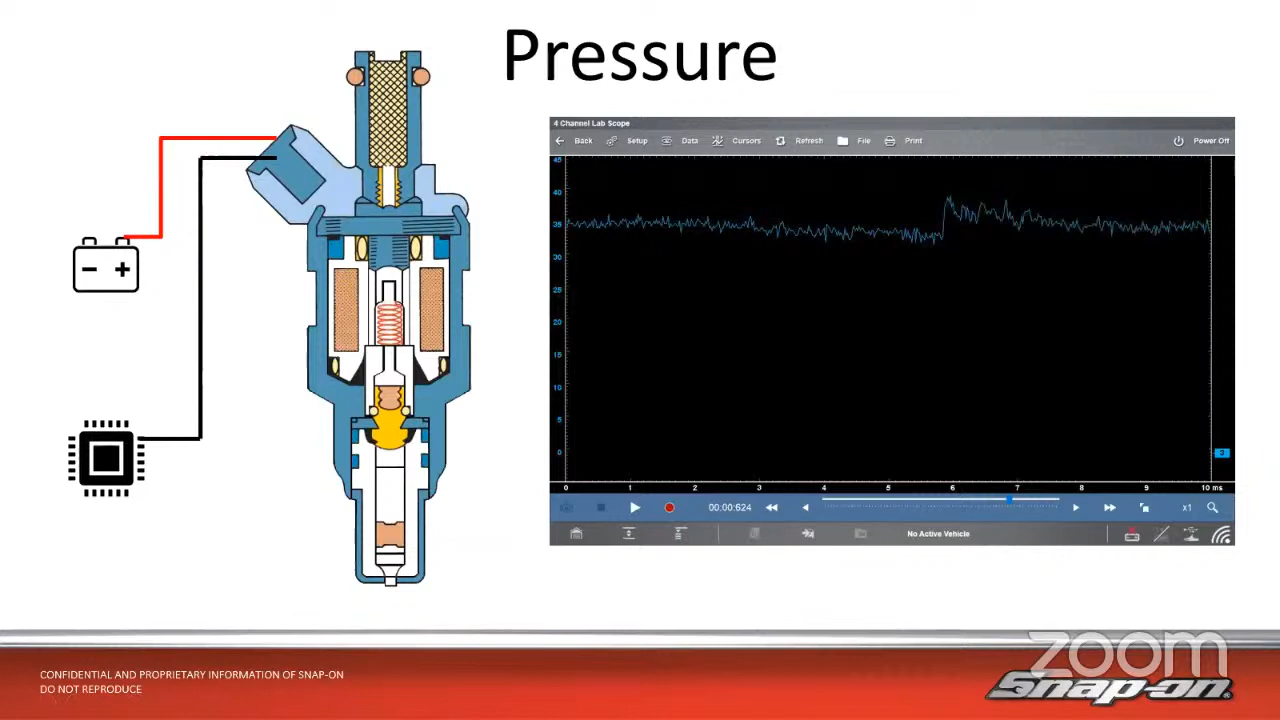 Pressure
4 Channel Lab Scope
Back Setup Data Cursors Refresh File Print Power Off
45
40
35
30
25
20
15
10
5
0
3
0 1 2 3 4 5 6 7 8 9 10 ms
00:00:624 x1
No Active Vehicle
- +
CONFIDENTIAL AND PROPRIETARY INFORMATION OF SNAP-ON
DO NOT REPRODUCE
zoom
Snap-on